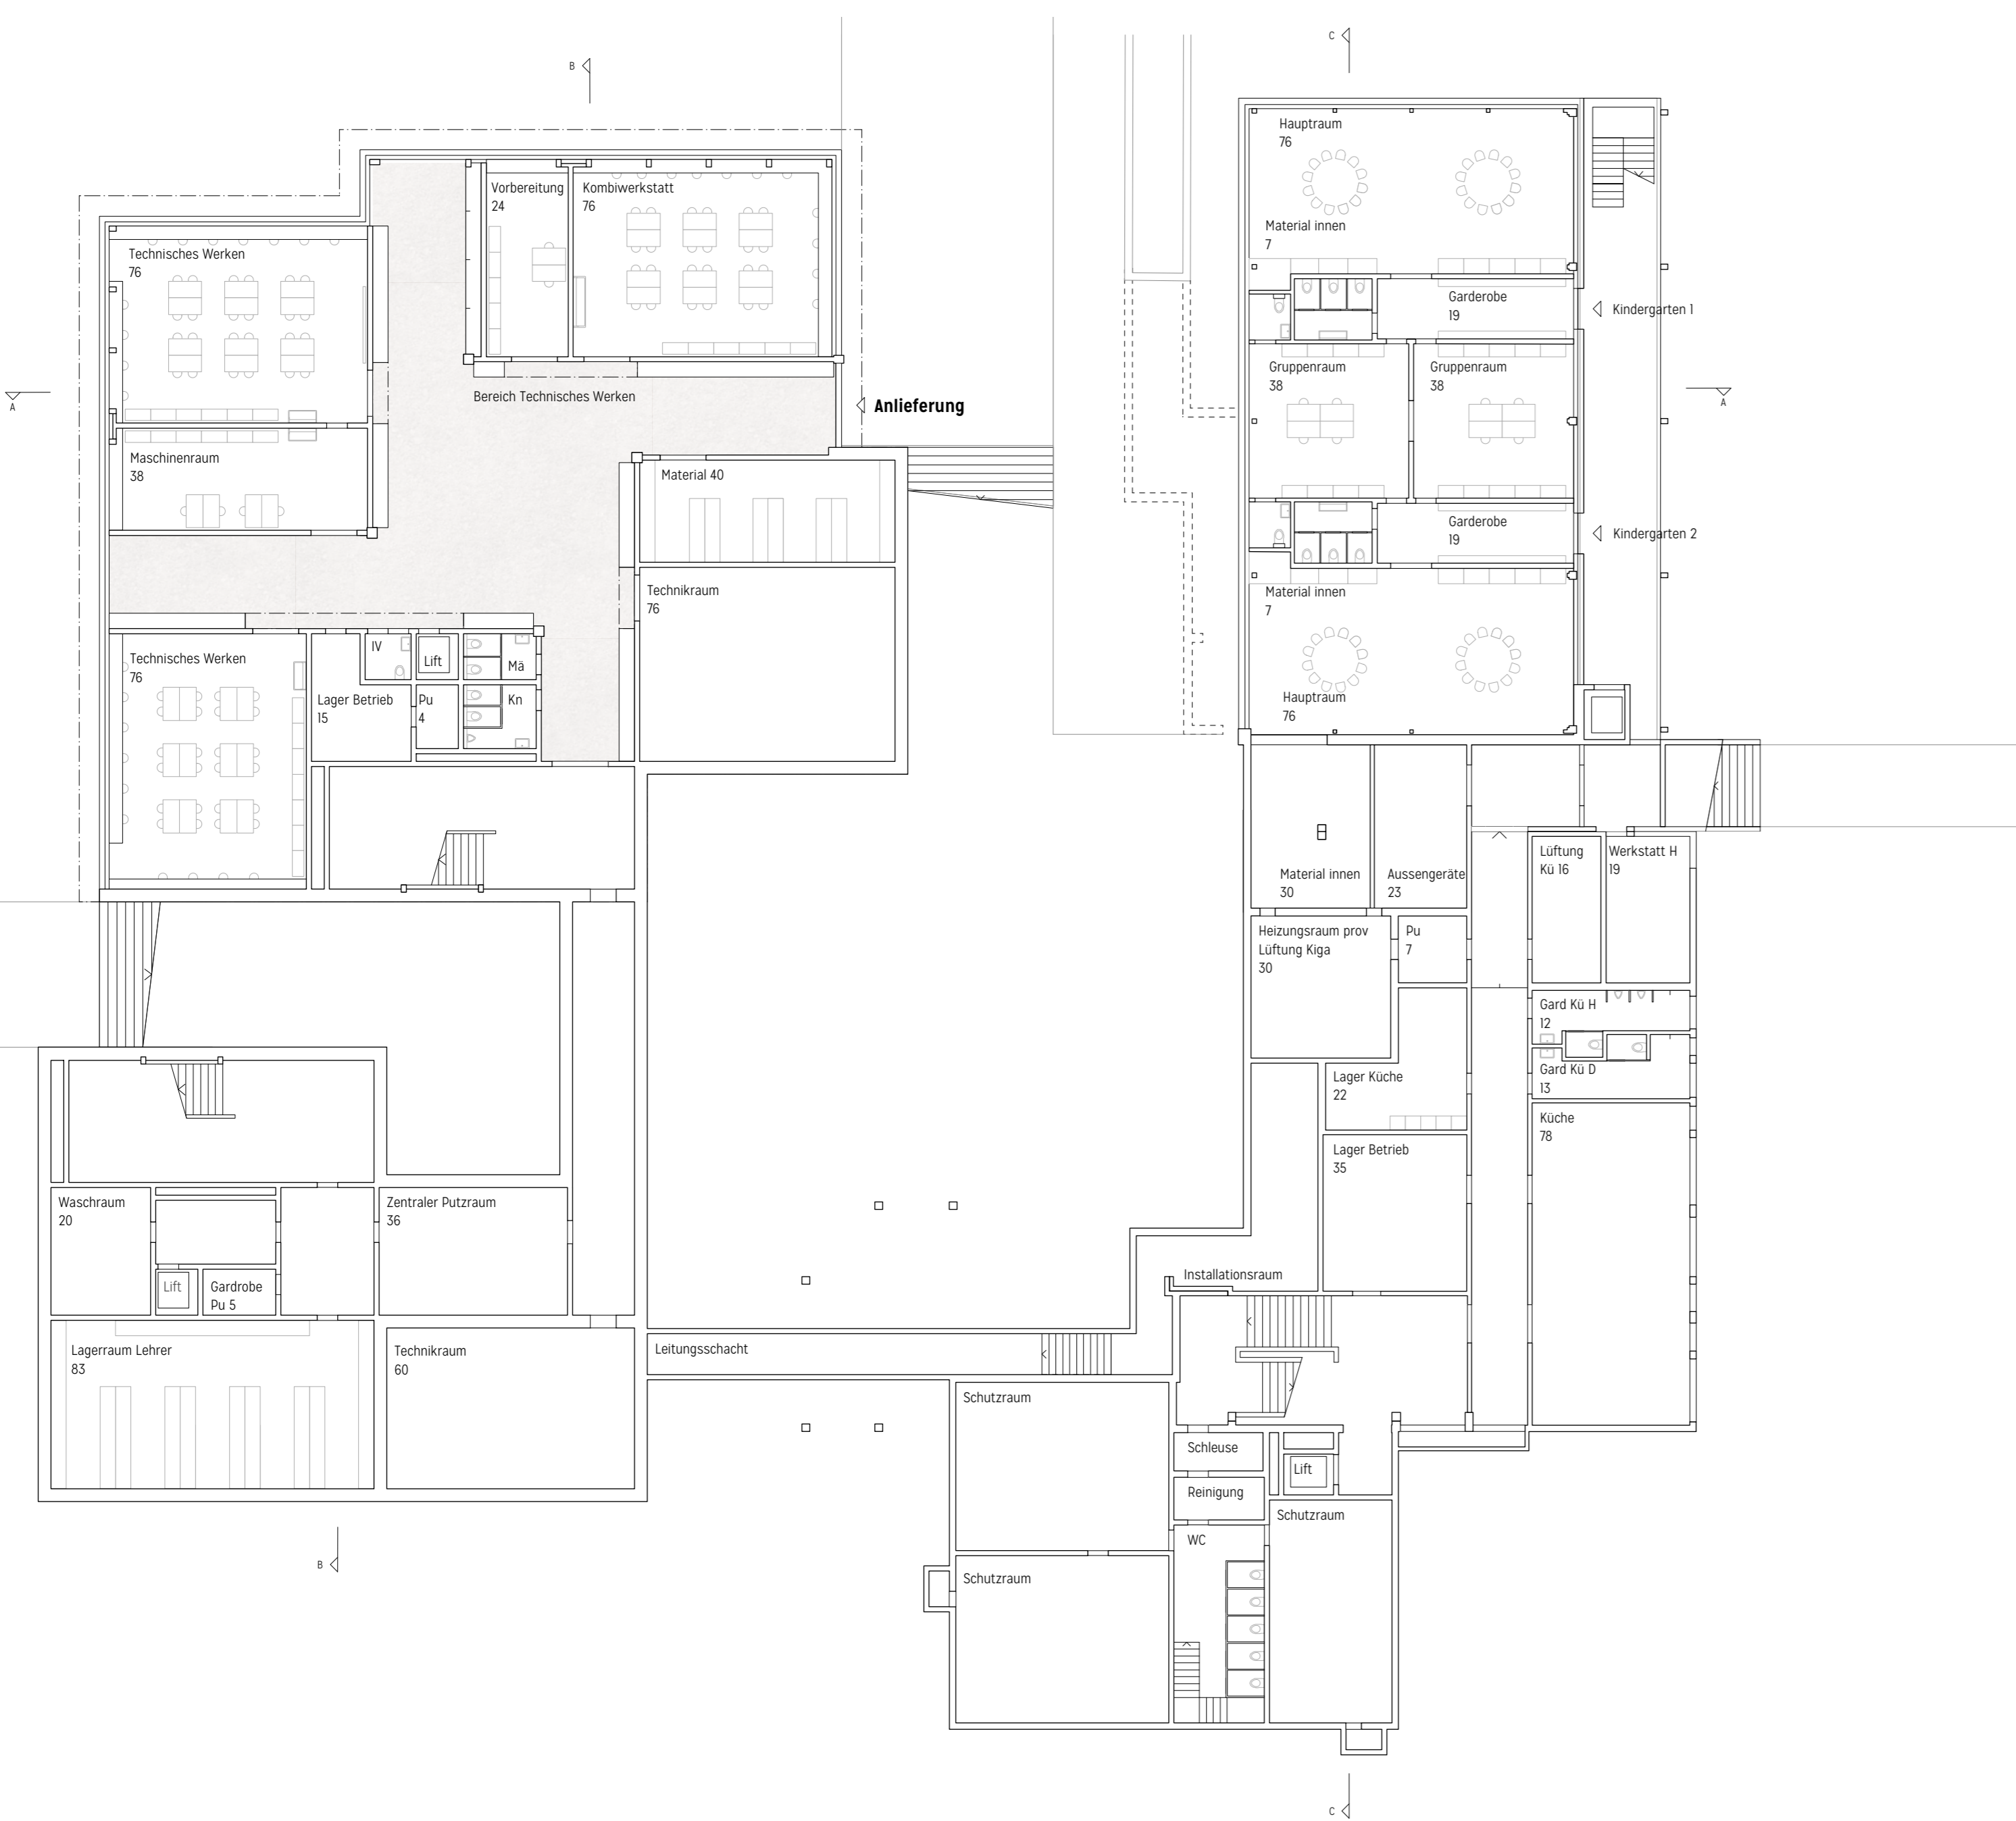 C
B
Hauptraum
76
Material innen
7
Vorbereitung
24
Kombiwerkstatt
76
Technisches Werken
76
Garderobe
19
Kindergarten 1
Gruppenraum
38
Gruppenraum
38
A
A
Bereich Technisches Werken
Anlieferung
Maschinenraum
38
Material 40
Garderobe
19
Kindergarten 2
Technikraum
76
Material innen
7
Technisches Werken
76
IV
Lift
Mä
Lager Betrieb
15
Pu
4
Kn
Hauptraum
76
Lüftung
Kü 16
Werkstatt H
19
Material innen
30
Aussengeräte
23
Heizungsraum prov
Lüftung Kiga
30
Pu
7
Gard Kü H
12
Gard Kü D
13
Lager Küche
22
Küche
78
Lager Betrieb
35
Waschraum
20
Zentraler Putzraum
36
Lift
Gardrobe
Pu 5
Installationsraum
Lagerraum Lehrer
83
Technikraum
60
Leitungsschacht
Schutzraum
Schleuse
Lift
Reinigung
Schutzraum
WC
B
Schutzraum
C